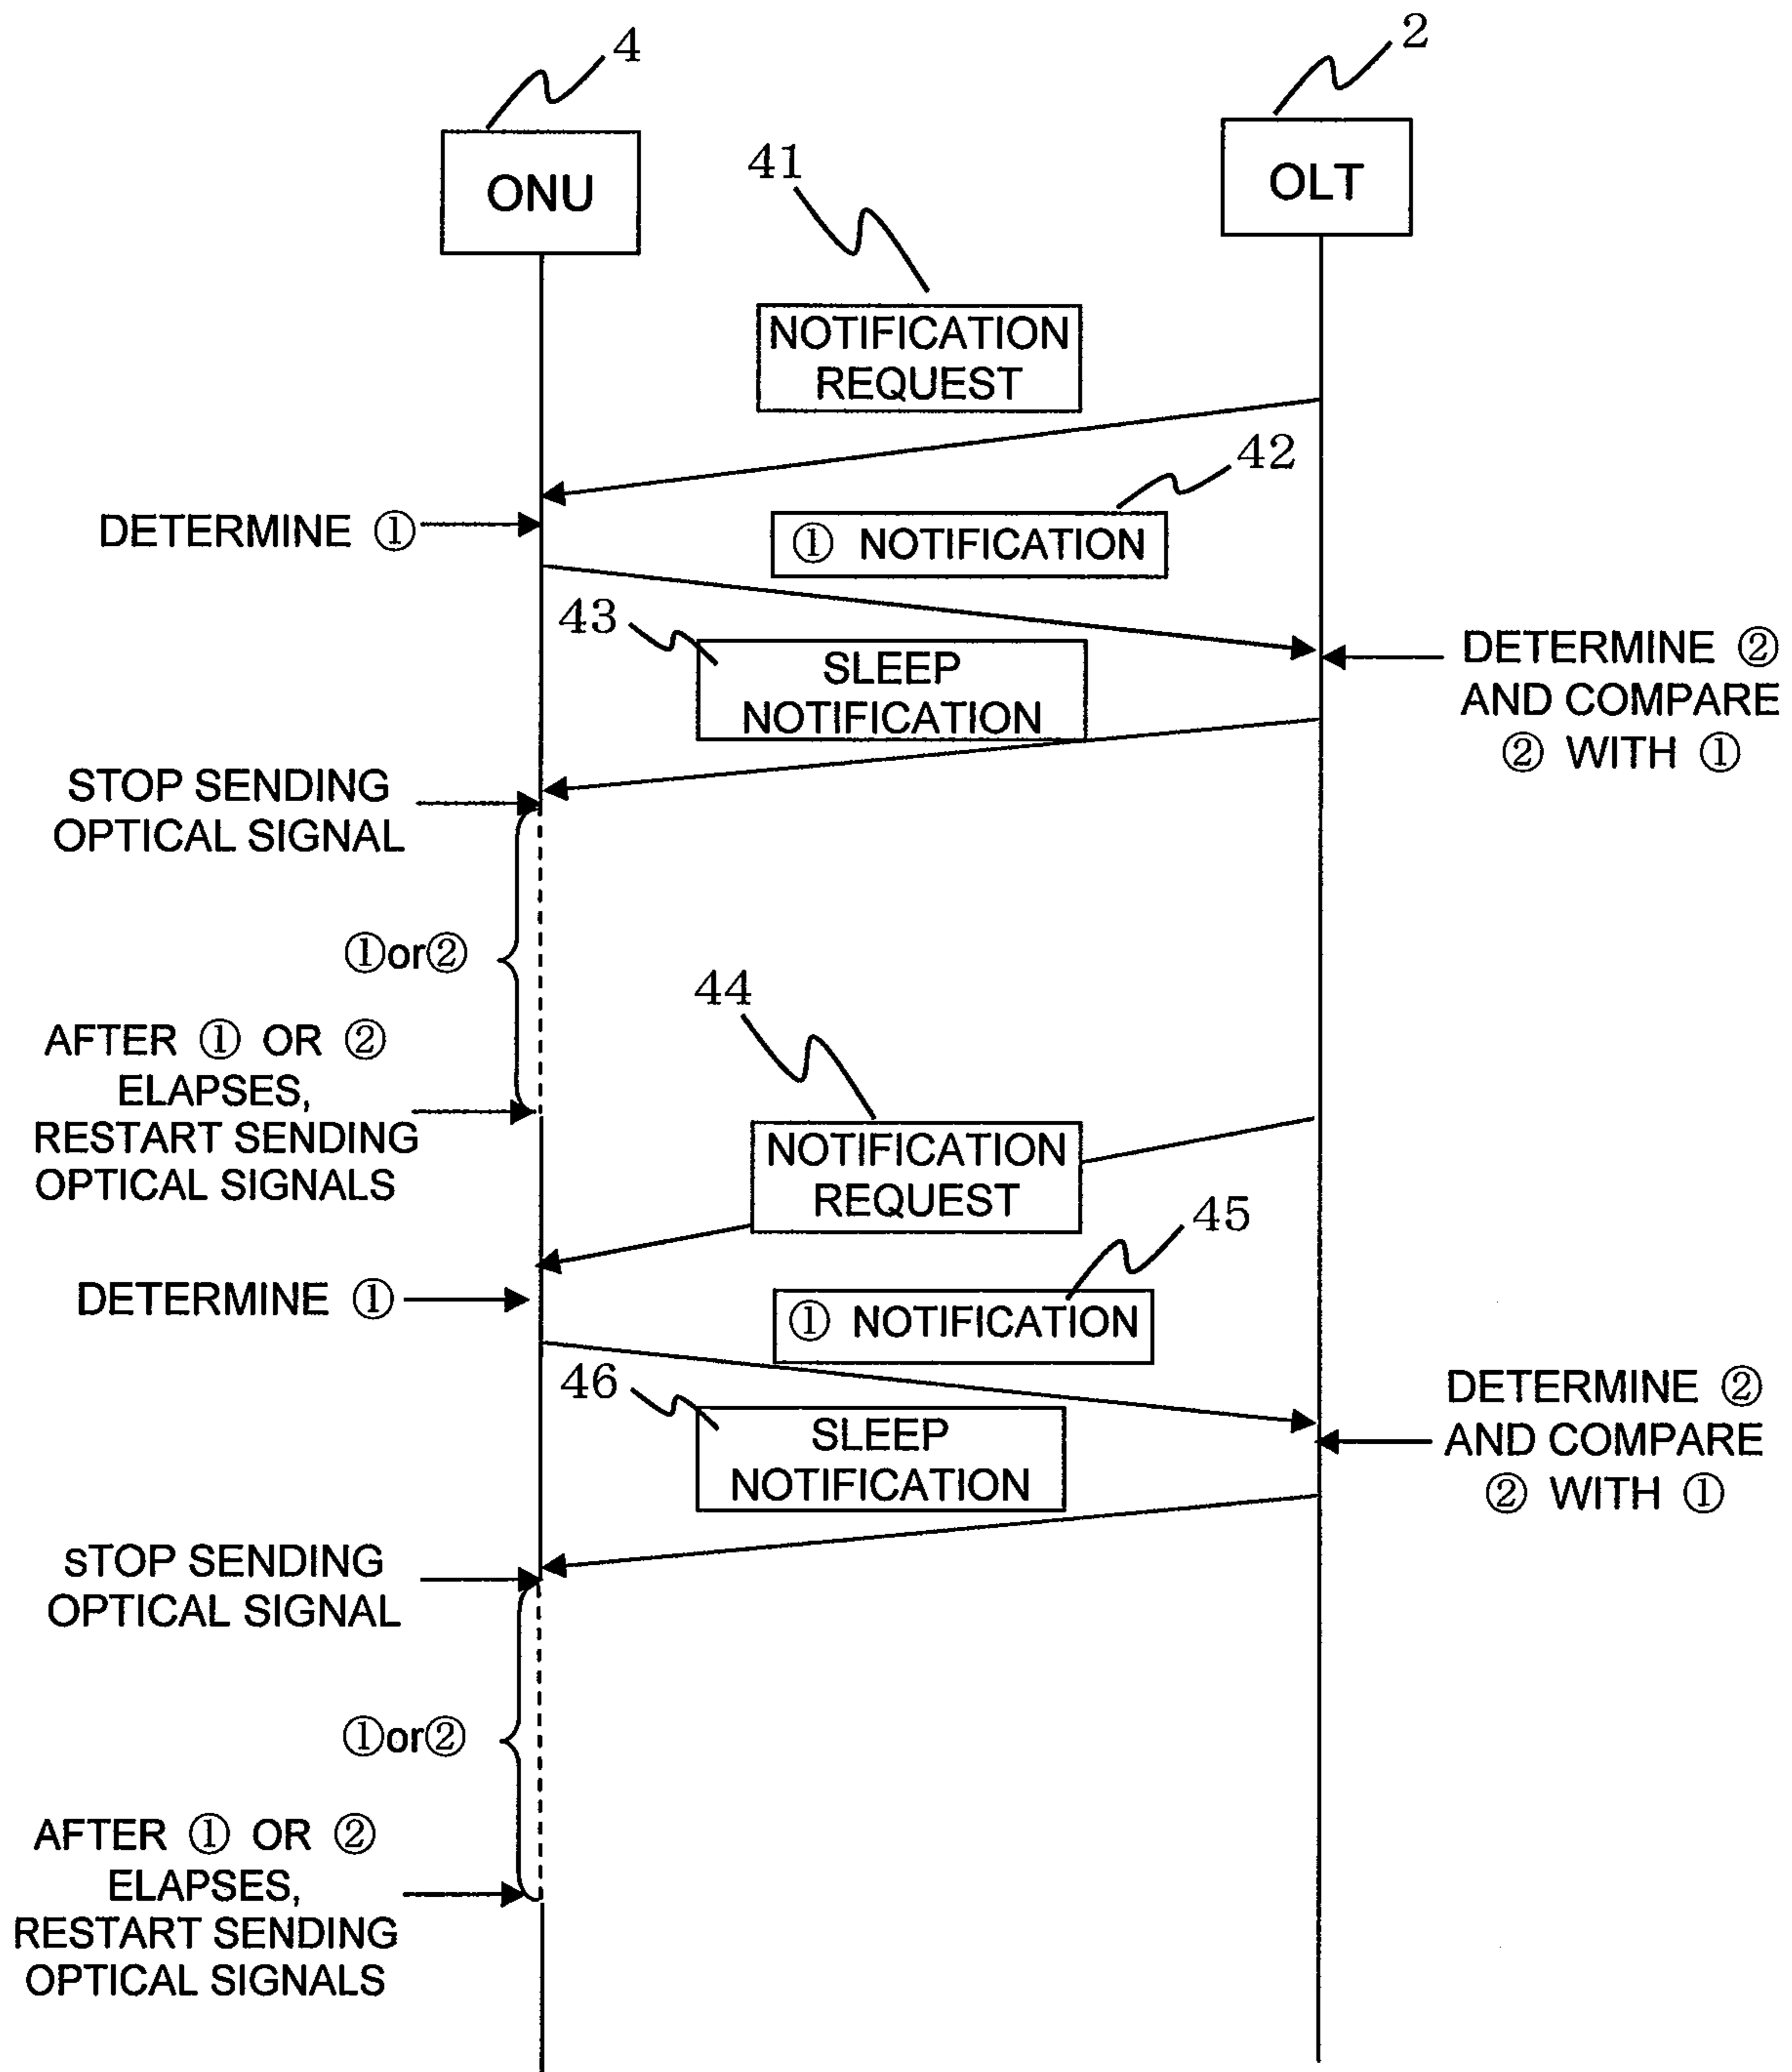 4
2
ONU
OLT
41
NOTIFICATION
REQUEST
42
DETERMINE ①
① NOTIFICATION
43
SLEEP
NOTIFICATION
DETERMINE ②
AND COMPARE
② WITH ①
STOP SENDING
OPTICAL SIGNAL
①or②
44
AFTER ① OR ②
ELAPSES,
RESTART SENDING
OPTICAL SIGNALS
NOTIFICATION
REQUEST
45
DETERMINE ①
① NOTIFICATION
46
SLEEP
NOTIFICATION
DETERMINE ②
AND COMPARE
② WITH ①
sTOP SENDING
OPTICAL SIGNAL
①or②
AFTER ① OR ②
ELAPSES,
RESTART SENDING
OPTICAL SIGNALS